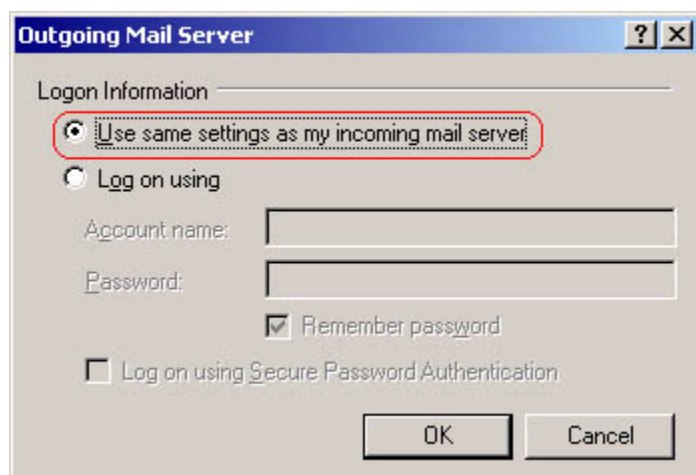 Outgoing Mail Server
Logon Information
Use same settings as my incoming mail server
Log on using
Account name:
Password:
Remember password
Log on using Secure Password Authentication
OK Cancel